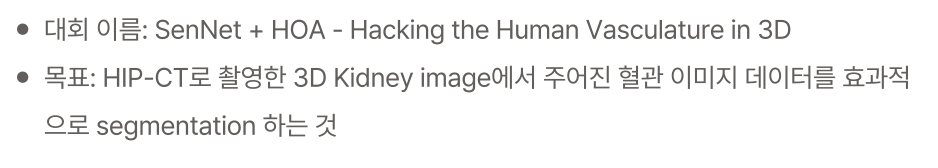 • 대회 이름: SenNet + HOA - Hacking the Human Vasculature in 3D
• 목표: HIP-CT로 촬영한 3D Kidney image에서 주어진 혈관 이미지 데이터를 효과적
으로 segmentation 하는 것